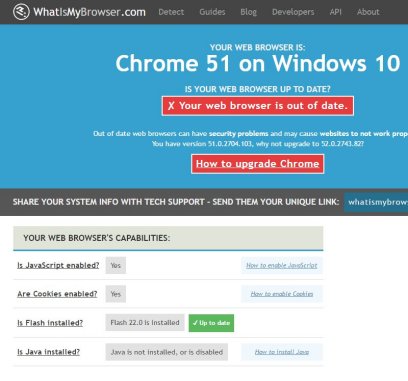 WhatIsMyBrowser.com Detect Guides Blog Developers API About
YOUR WEB BROWSER IS:
Chrome 51 on Windows 10
IS YOUR WEB BROWSER UP TO DATE?
✗ Your web browser is out of date.
Out of date web browsers can have security problems and may cause websites to not work prope
You have version 51.0.2704.103, why not upgrade to 52.0.2743.82?
How to upgrade Chrome
SHARE YOUR SYSTEM INFO WITH TECH SUPPORT - SEND THEM YOUR UNIQUE LINK: whatismybrows
YOUR WEB BROWSER'S CAPABILITIES:
Is JavaScript enabled? Yes How to enable JavaScript
Are Cookies enabled? Yes How to enable Cookies
Is Flash installed? Flash 22.0 is installed ✓ Up to date
Is Java installed? Java is not installed, or is disabled How to install Java